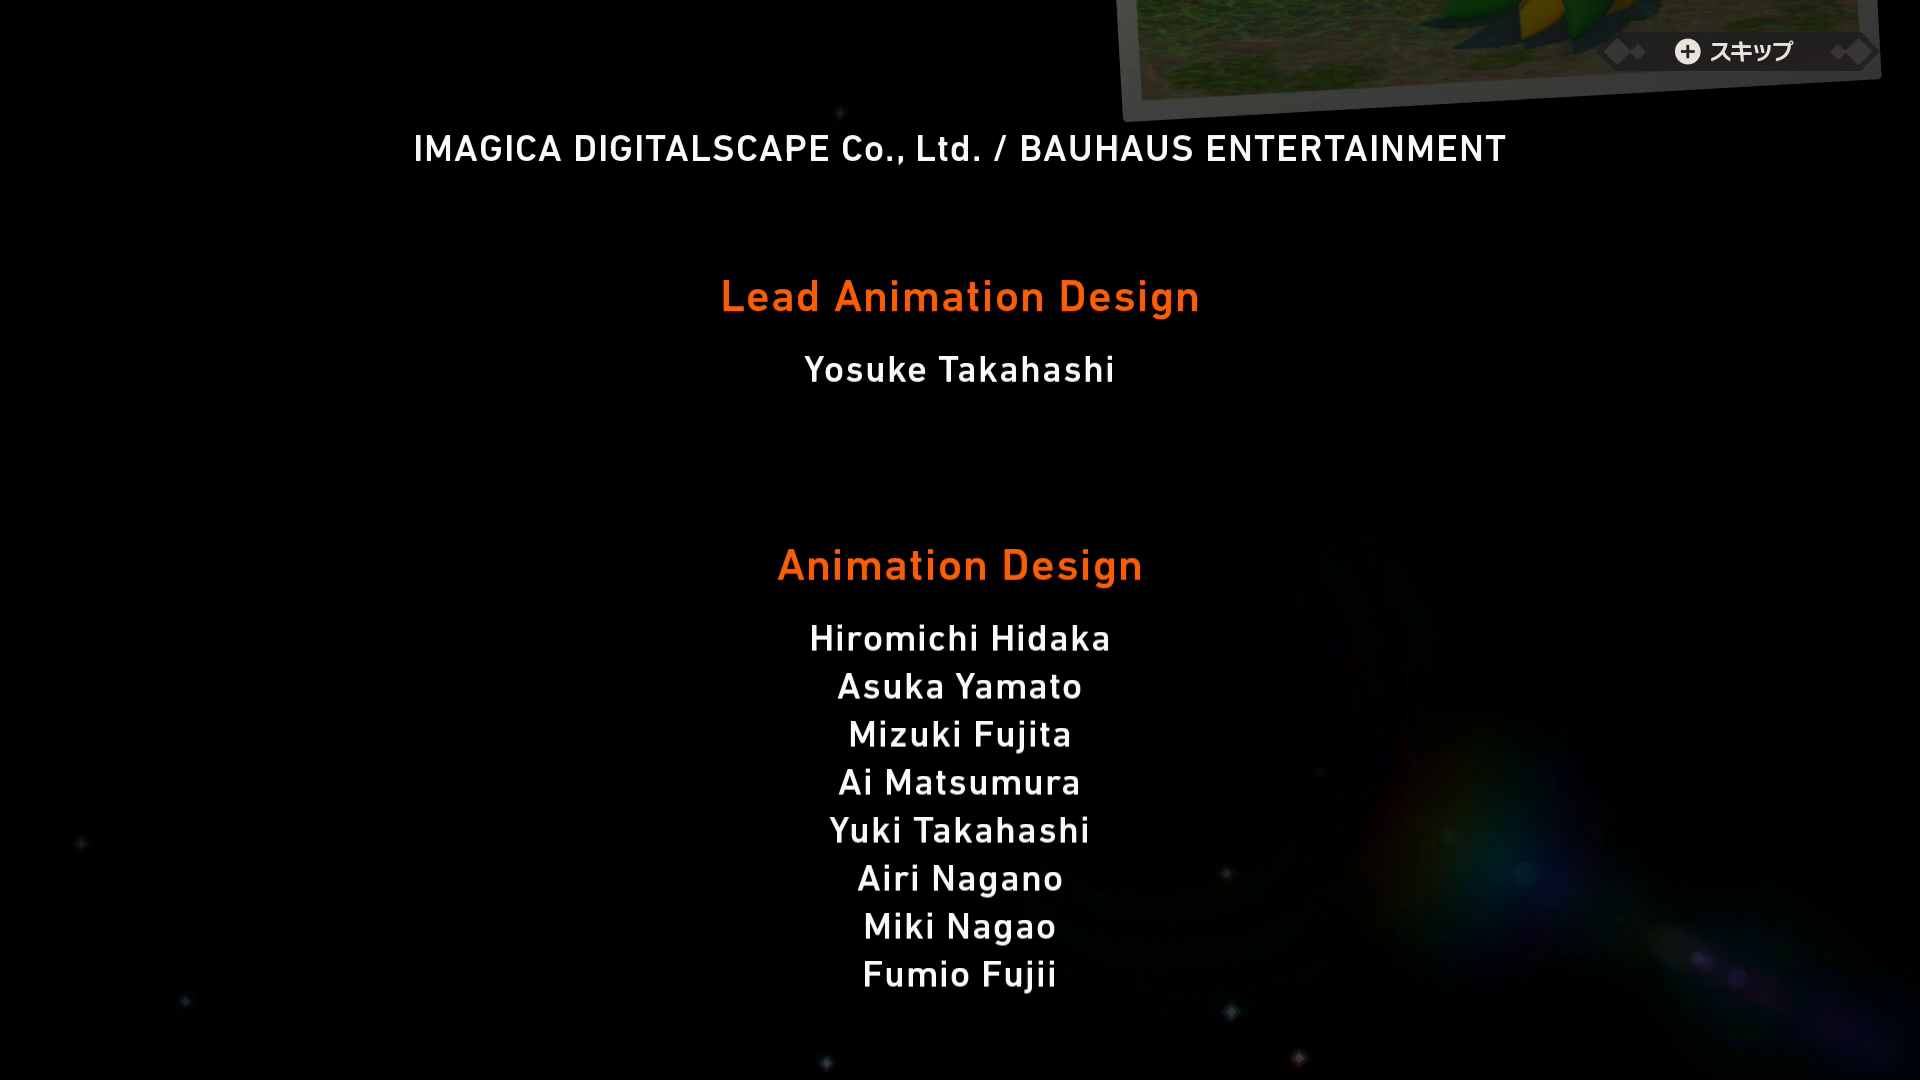 スキップ
IMAGICA DIGITALSCAPE Co., Ltd. / BAUHAUS ENTERTAINMENT
Lead Animation Design
Yosuke Takahashi
Animation Design
Hiromichi Hidaka
Asuka Yamato
Mizuki Fujita
Ai Matsumura
Yuki Takahashi
Airi Nagano
Miki Nagao
Fumio Fujii